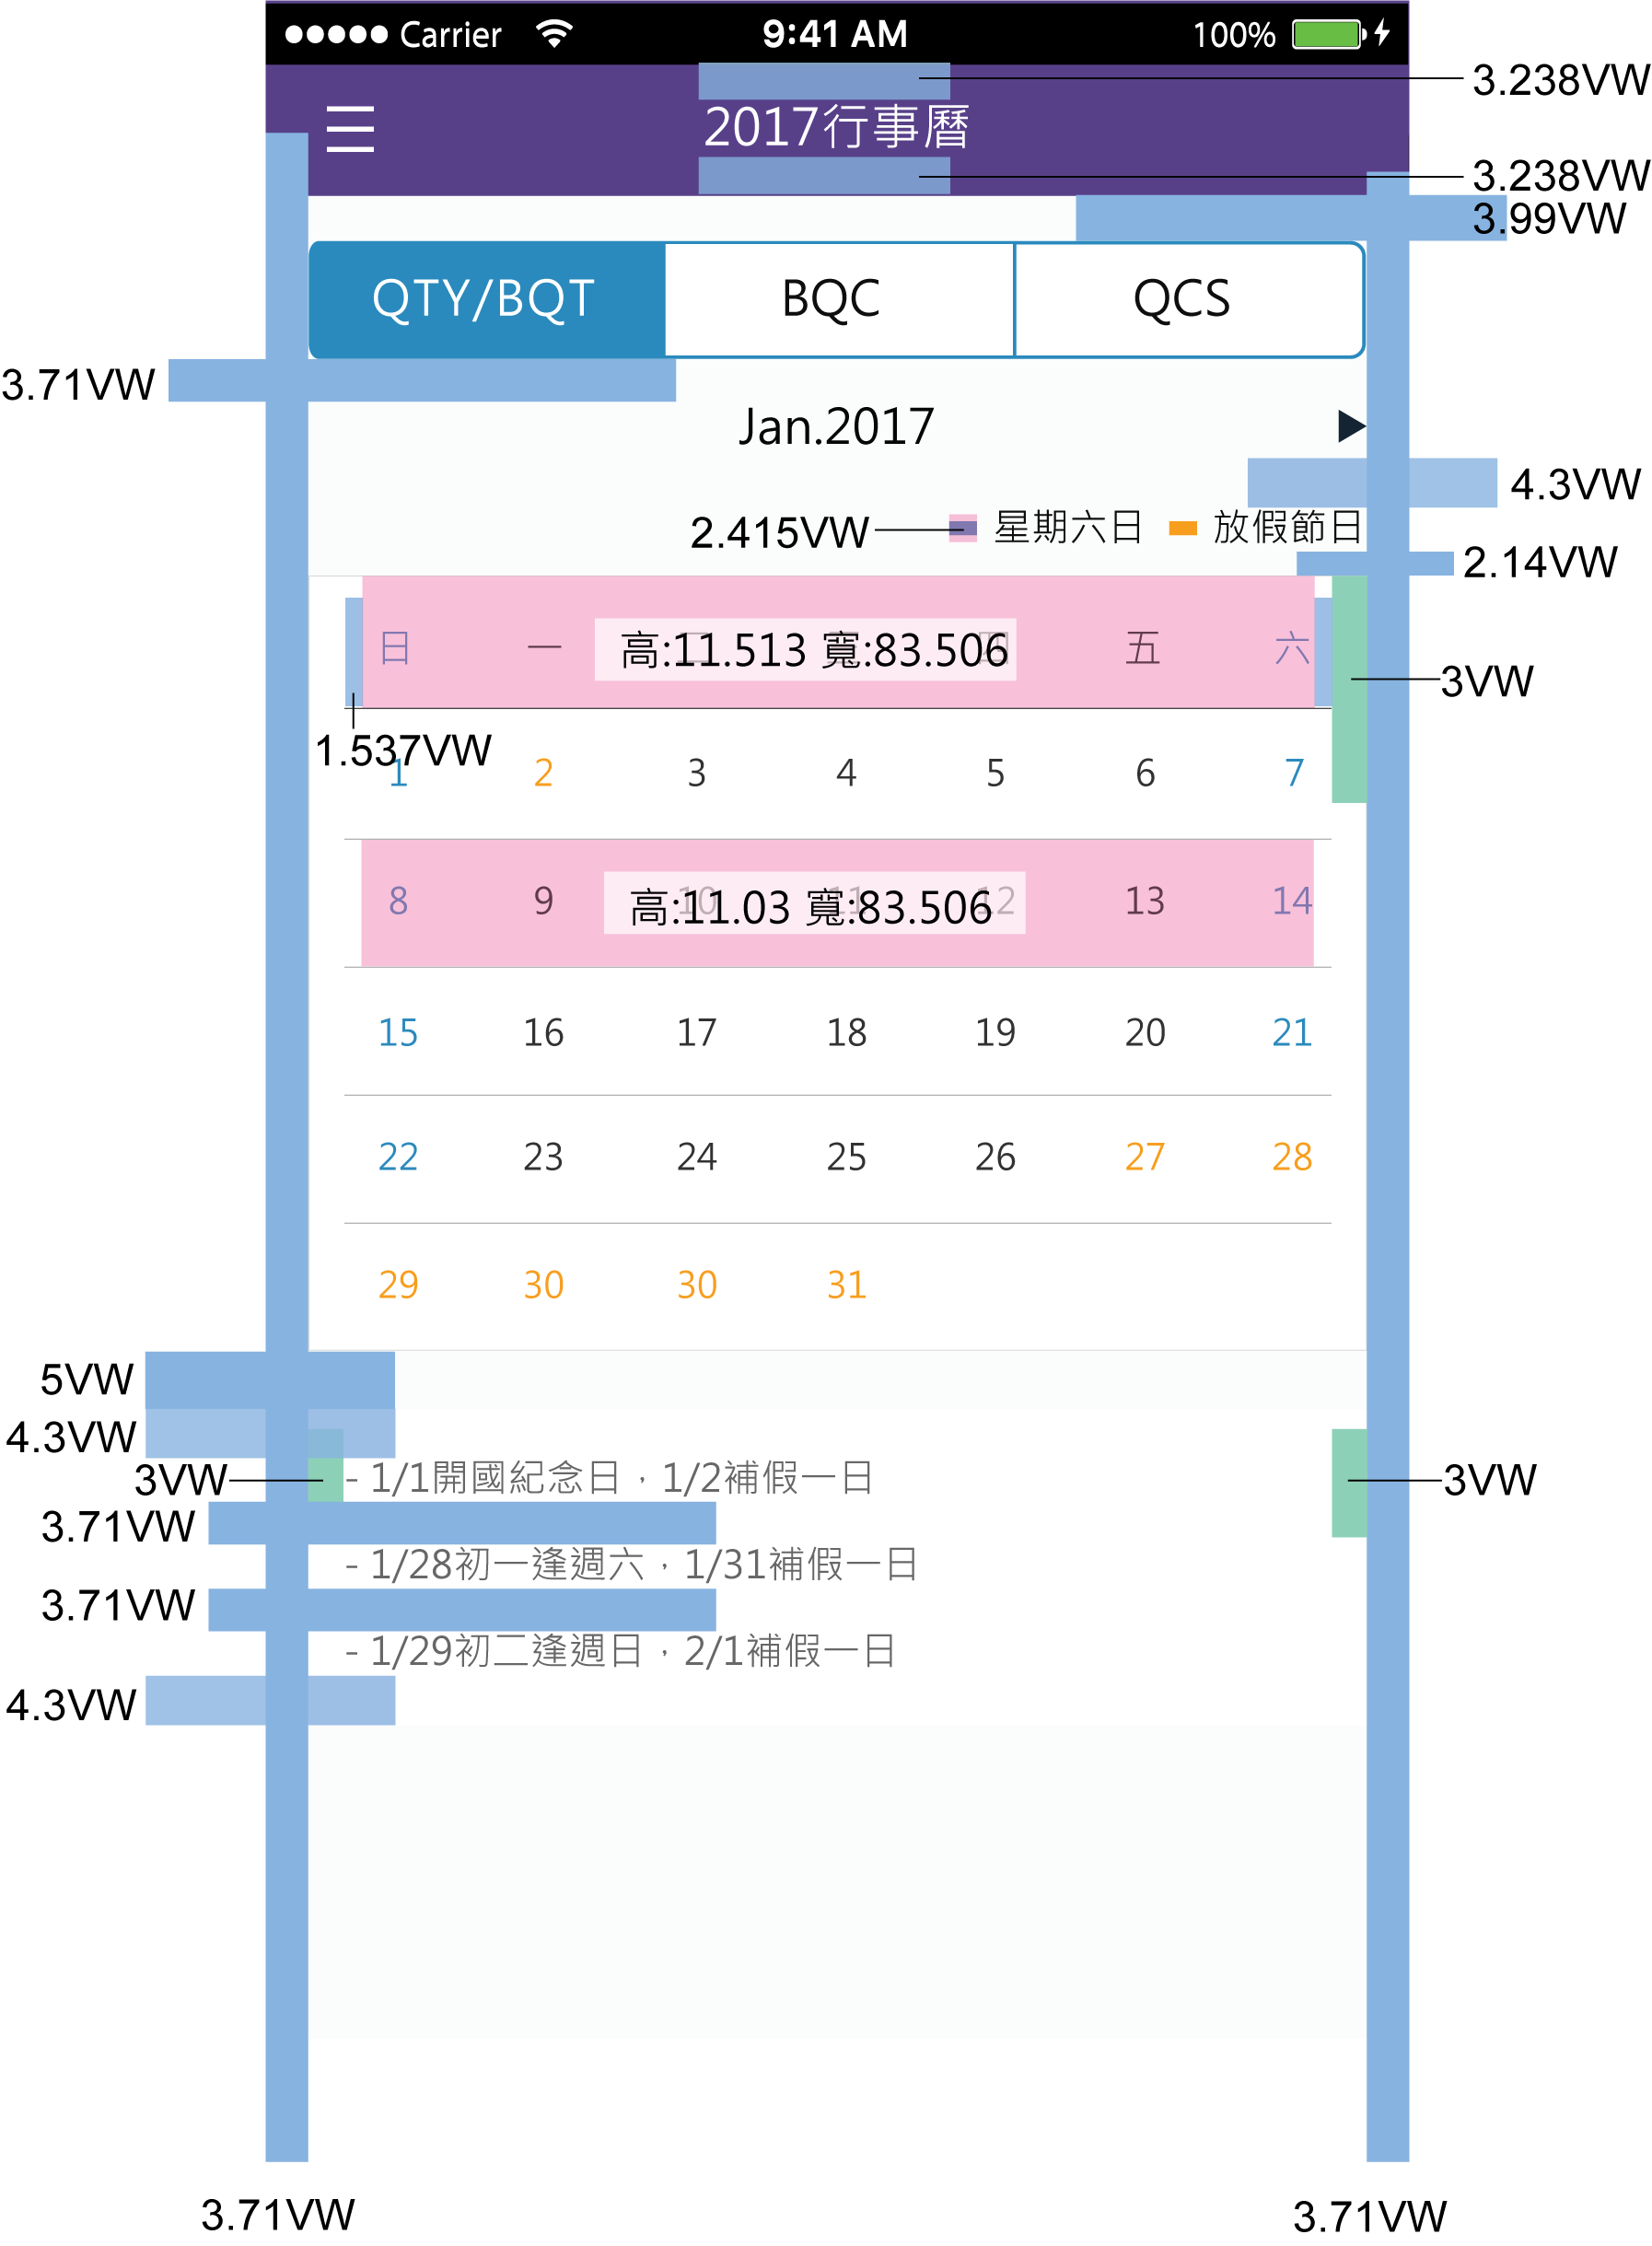 Carrier 9:41 AM 100%
3.238VW
2017行事曆
3.238VW
3.99VW
QTY/BQT BQC QCS
3.71VW
Jan.2017
4.3VW
2.415VW 星期六日 放假節日
2.14VW
日 一 二 三 四 五 六
高:11.513 寬:83.506
3VW
1.537VW
1 2 3 4 5 6 7
8 9 10 11 12 13 14
高:11.03 寬:83.506
15 16 17 18 19 20 21
22 23 24 25 26 27 28
29 30 30 31
5VW
4.3VW
3VW - 1/1開國紀念日，1/2補假一日 3VW
3.71VW
- 1/28初一逢週六，1/31補假一日
3.71VW
- 1/29初二逢週日，2/1補假一日
4.3VW
3.71VW 3.71VW